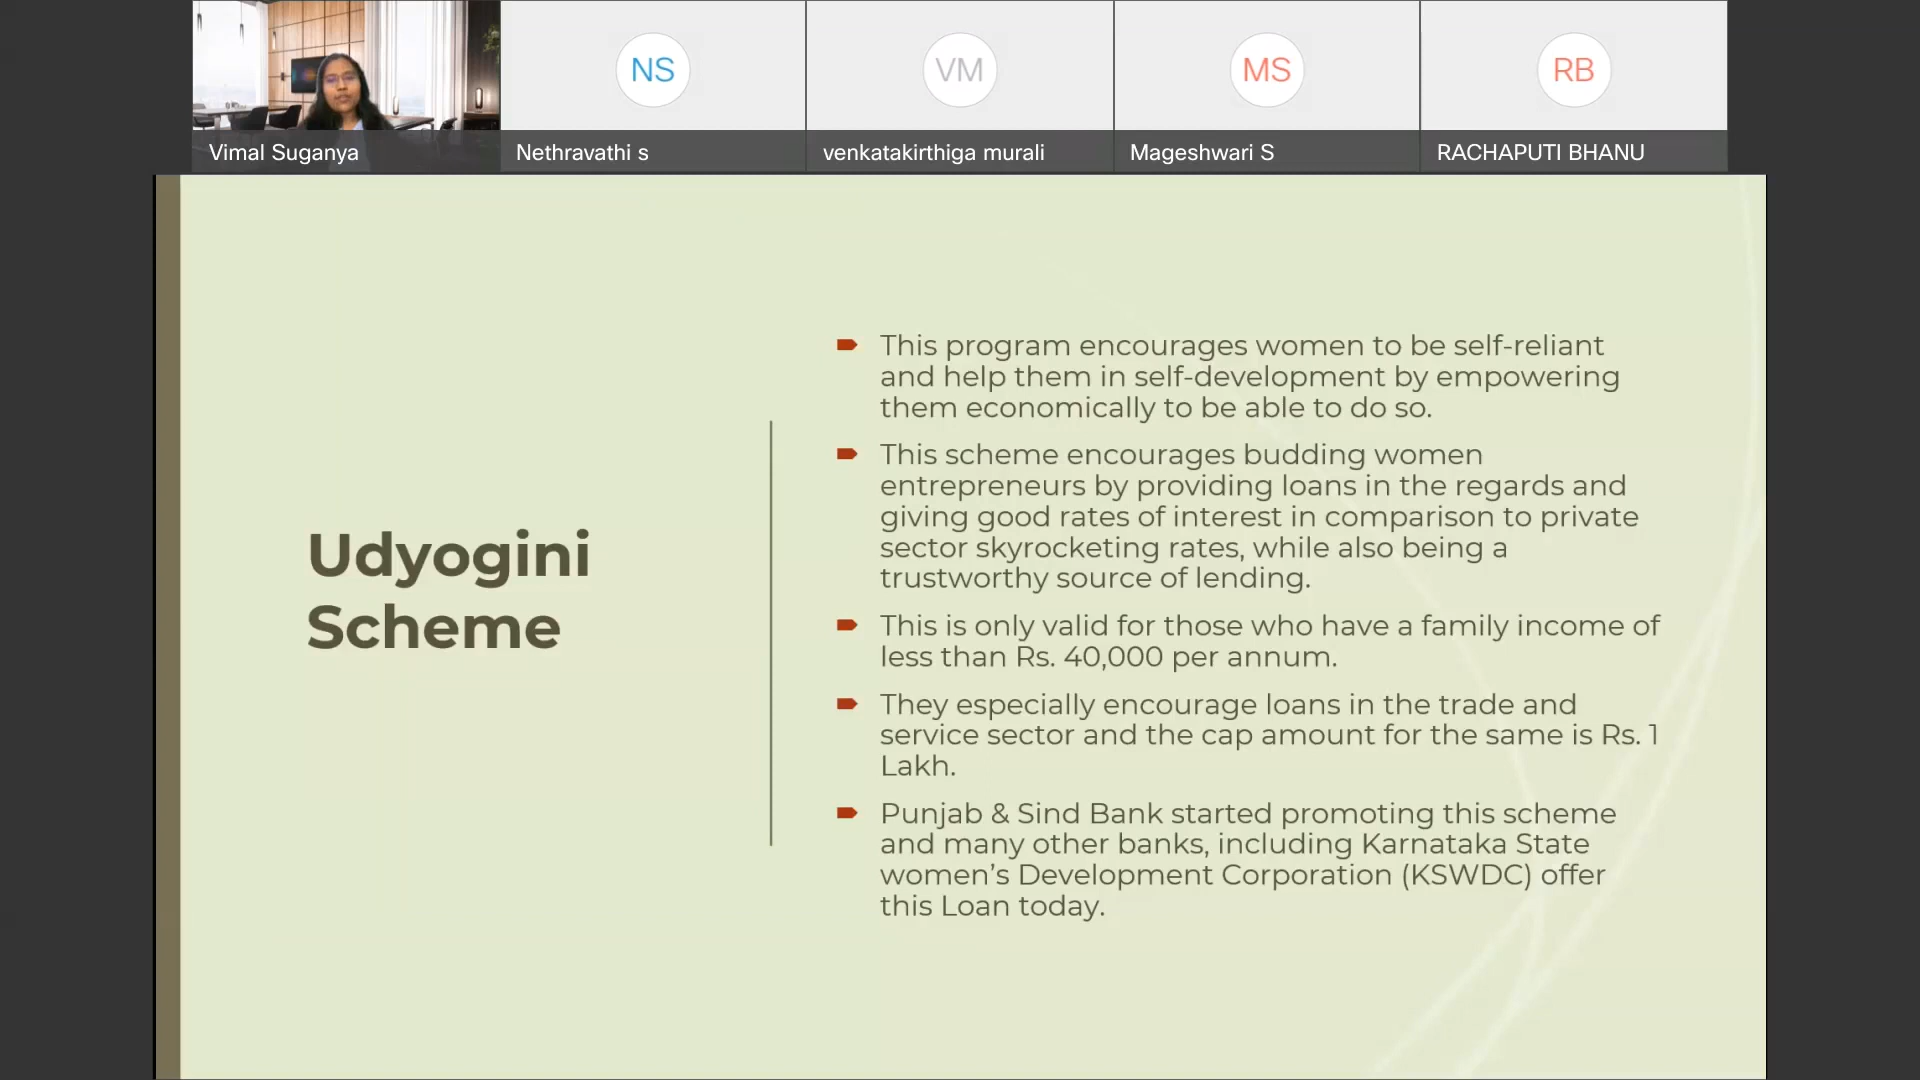 NS
VM
MS
RB
Vimal Suganya
Nethravathi s
venkatakirthiga murali
Mageshwari S
RACHAPUTI BHANU
Udyogini
Scheme
This program encourages women to be self-reliant
and help them in self-development by empowering
them economically to be able to do so.
This scheme encourages budding women
entrepreneurs by providing loans in the regards and
giving good rates of interest in comparison to private
sector skyrocketing rates, while also being a
trustworthy source of lending.
This is only valid for those who have a family income of
less than Rs. 40,000 per annum.
They especially encourage loans in the trade and
service sector and the cap amount for the same is Rs. 1
Lakh.
Punjab & Sind Bank started promoting this scheme
and many other banks, including Karnataka State
women’s Development Corporation (KSWDC) offer
this Loan today.